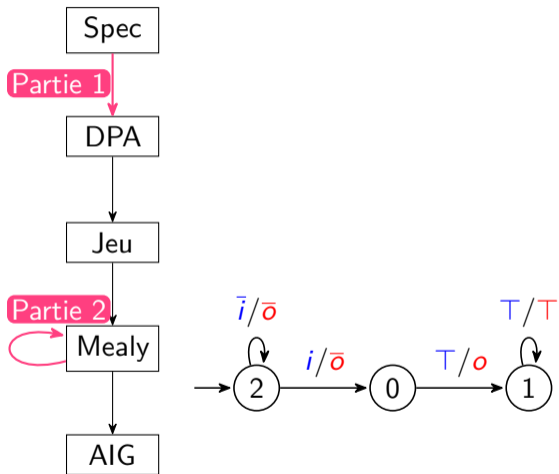 Spec
Partie 1
DPA
Jeu
Partie 2
Mealy
AIG
ī/ō
i/ō
⊤/o
⊤/⊤
2
0
1